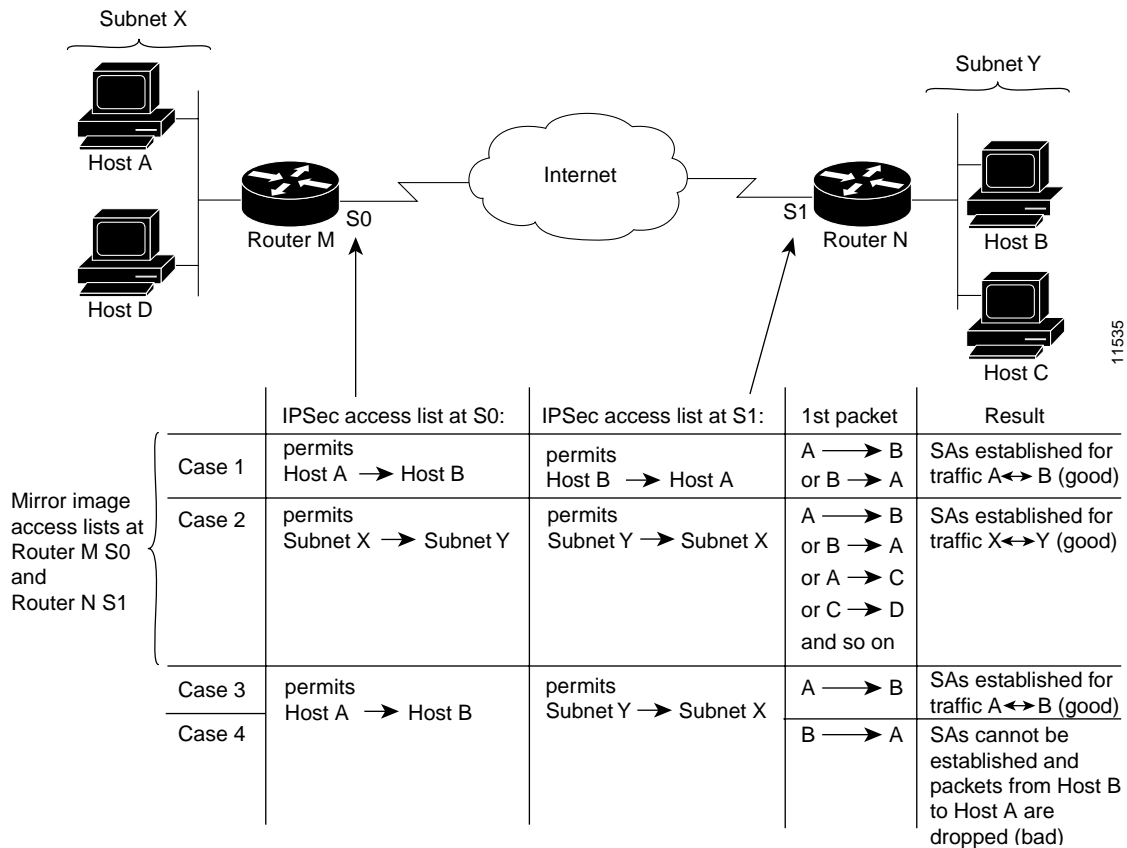 Subnet X
Subnet Y
Host A
Internet
S0
S1
Router M
Router N
Host B
Host D
Host C
11535
IPSec access list at S0:
IPSec access list at S1:
1st packet
Result
Mirror image
access lists at
Router M S0
and
Router N S1
Case 1
permits
Host A → Host B
permits
Host B → Host A
A → B
or B → A
SAs established for
traffic A↔B (good)
Case 2
permits
Subnet X → Subnet Y
permits
Subnet Y → Subnet X
A → B
or B → A
or A → C
or C → D
and so on
SAs established for
traffic X↔Y (good)
Case 3
permits
Host A → Host B
permits
Subnet Y → Subnet X
A → B
SAs established for
traffic A↔B (good)
Case 4
B → A
SAs cannot be
established and
packets from Host B
to Host A are
dropped (bad)